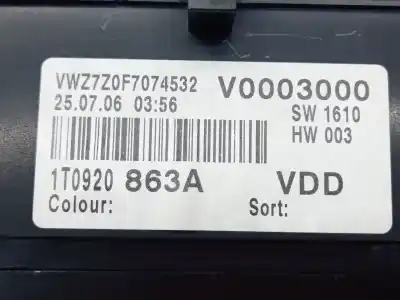 VWZ7Z0F7074532 V0003000
25.07.06 03:56 SW 1610
HW 003
1T0920 863A VDD
Colour: Sort: